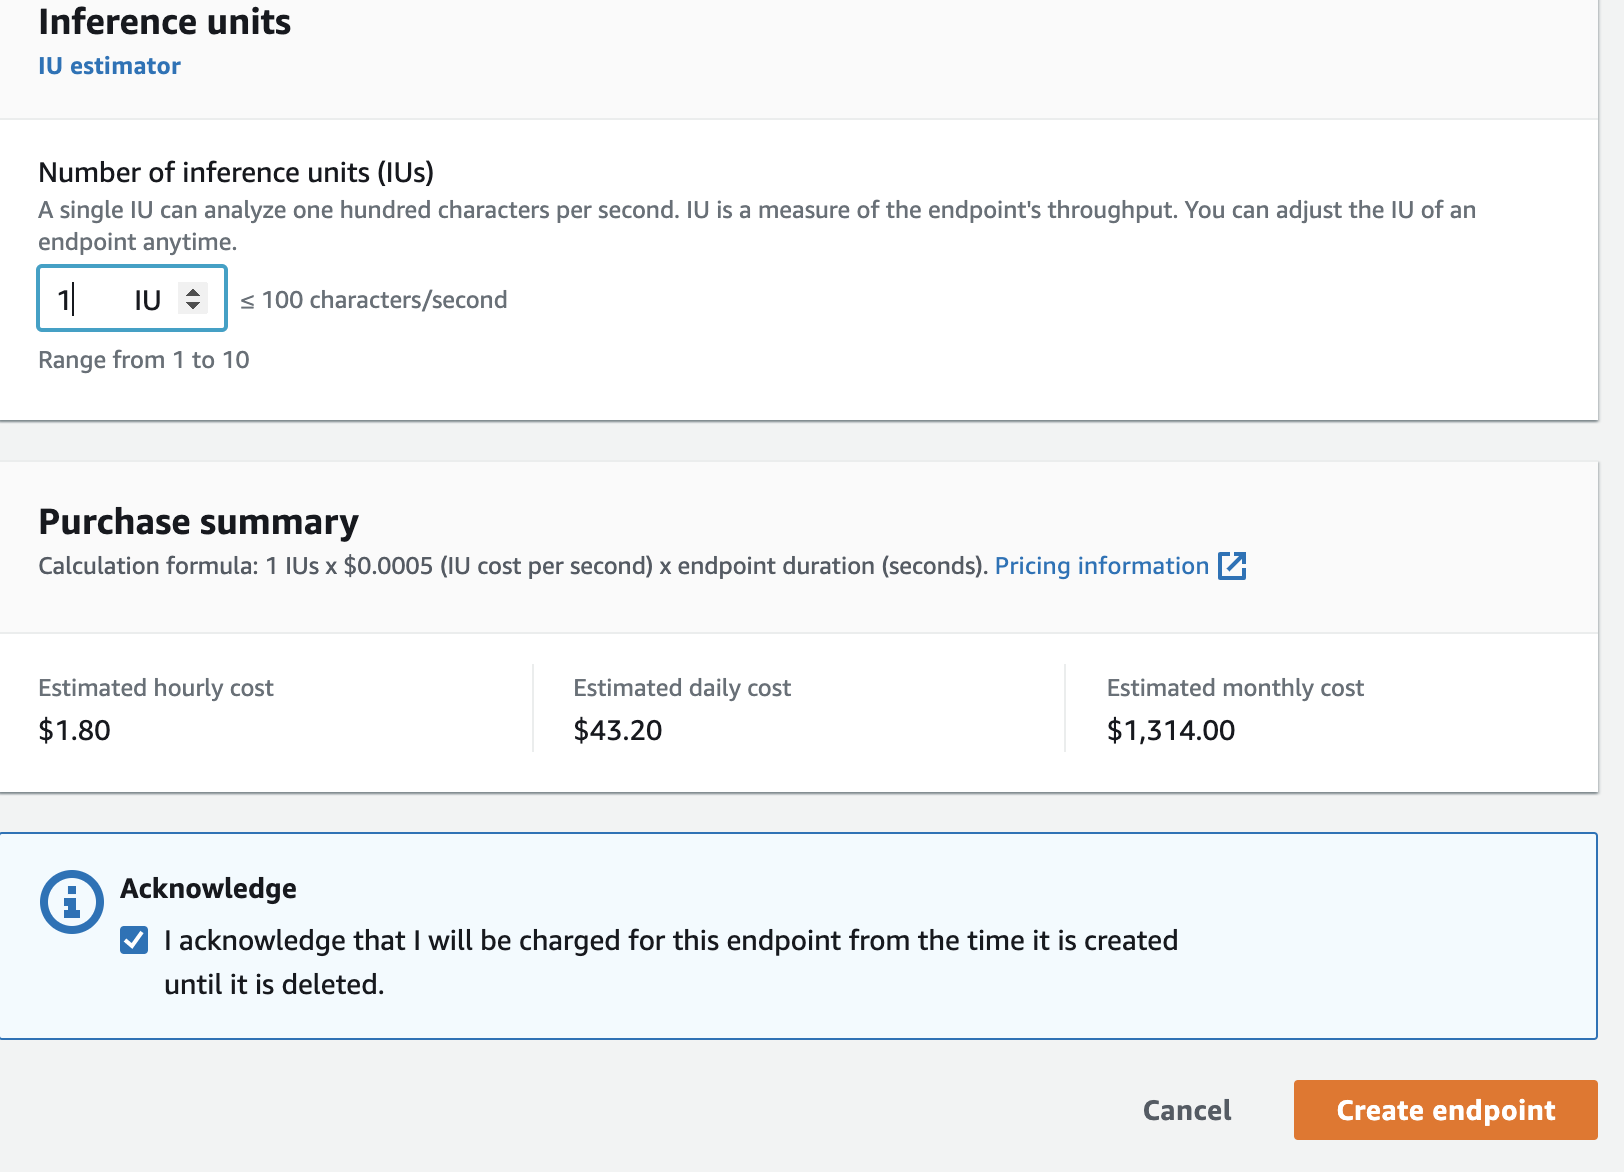 Inference units
IU estimator
Number of inference units (IUs)
A single IU can analyze one hundred characters per second. IU is a measure of the endpoint's throughput. You can adjust the IU of an
endpoint anytime.
1 IU ≤ 100 characters/second
Range from 1 to 10
Purchase summary
Calculation formula: 1 IUs x $0.0005 (IU cost per second) x endpoint duration (seconds). Pricing information
Estimated hourly cost Estimated daily cost Estimated monthly cost
$1.80 $43.20 $1,314.00
Acknowledge
I acknowledge that I will be charged for this endpoint from the time it is created
until it is deleted.
Cancel Create endpoint